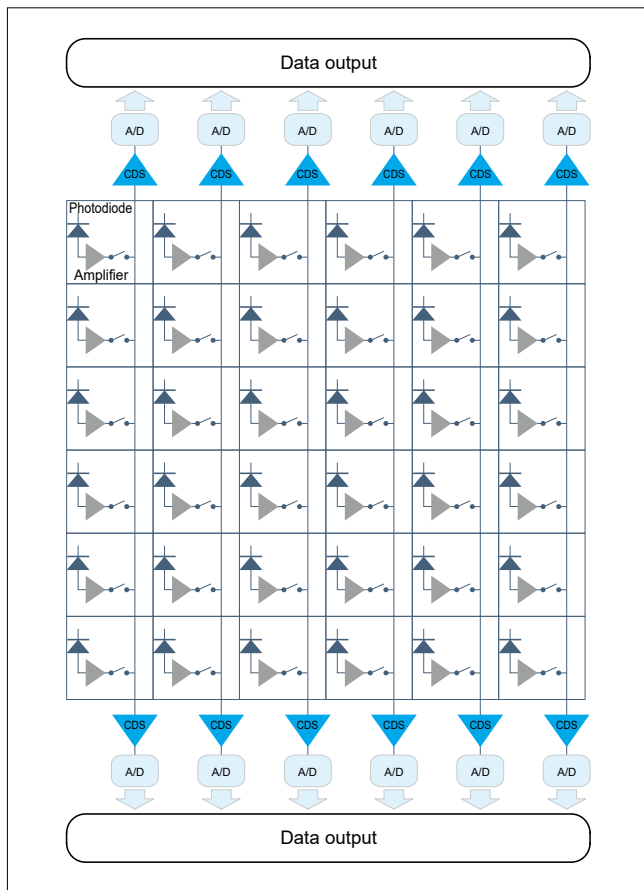 Data output
A/D A/D A/D A/D A/D A/D
CDS CDS CDS CDS CDS CDS
Photodiode
Amplifier
CDS CDS CDS CDS CDS CDS
A/D A/D A/D A/D A/D A/D
Data output